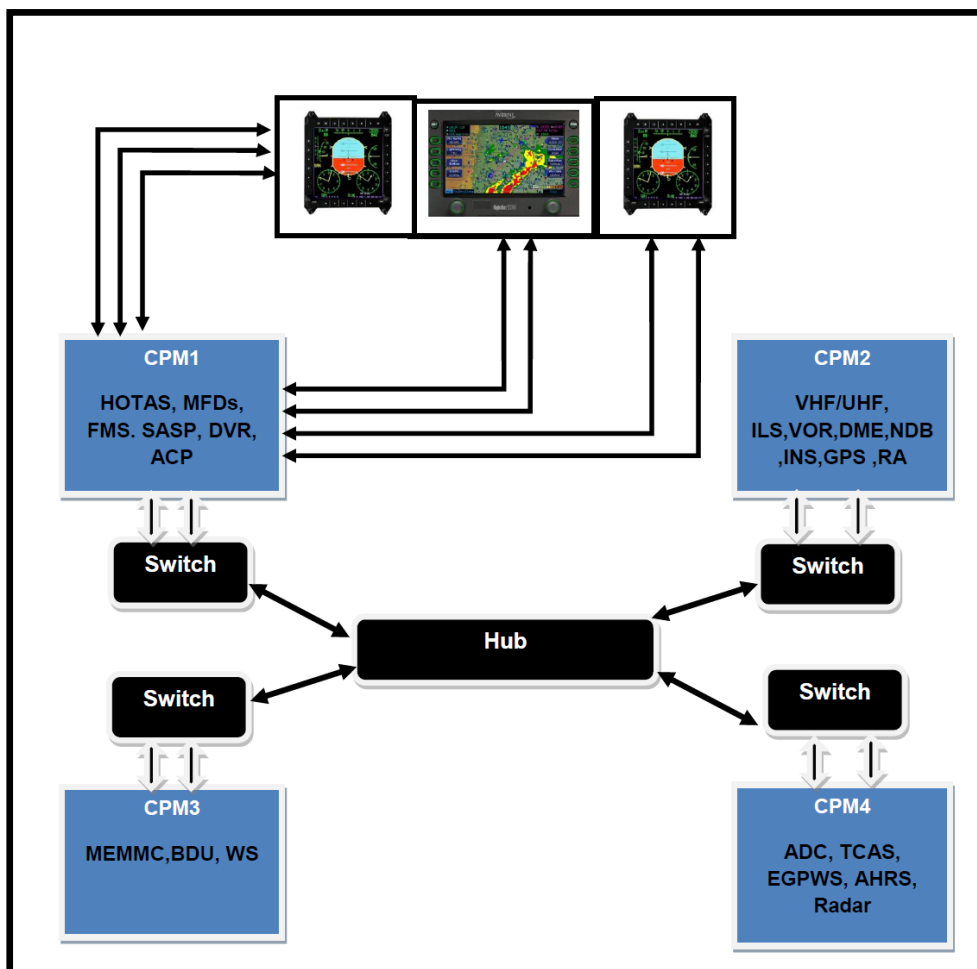 CPM1
HOTAS, MFDs,
FMS. SASP, DVR,
ACP
CPM2
VHF/UHF,
ILS,VOR,DME,NDB
,INS,GPS ,RA
Switch
Switch
Hub
Switch
Switch
CPM3
MEMMC,BDU, WS
CPM4
ADC, TCAS,
EGPWS, AHRS,
Radar